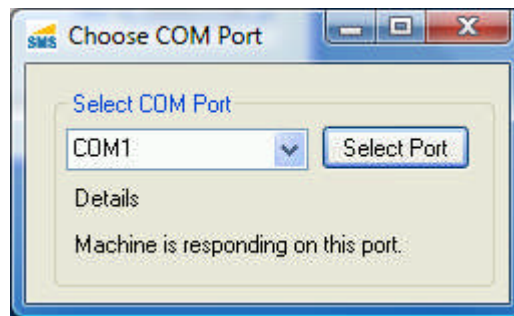 SMS Choose COM Port
Select COM Port
COM1 Select Port
Details
Machine is responding on this port.